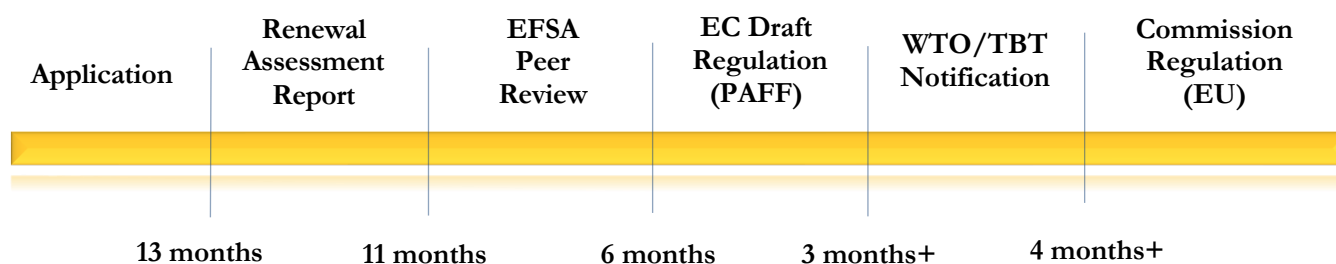 Application
Renewal
Assessment
Report
EFSA
Peer
Review
EC Draft
Regulation
(PAFF)
WTO/TBT
Notification
Commission
Regulation
(EU)
13 months
11 months
6 months
3 months+
4 months+